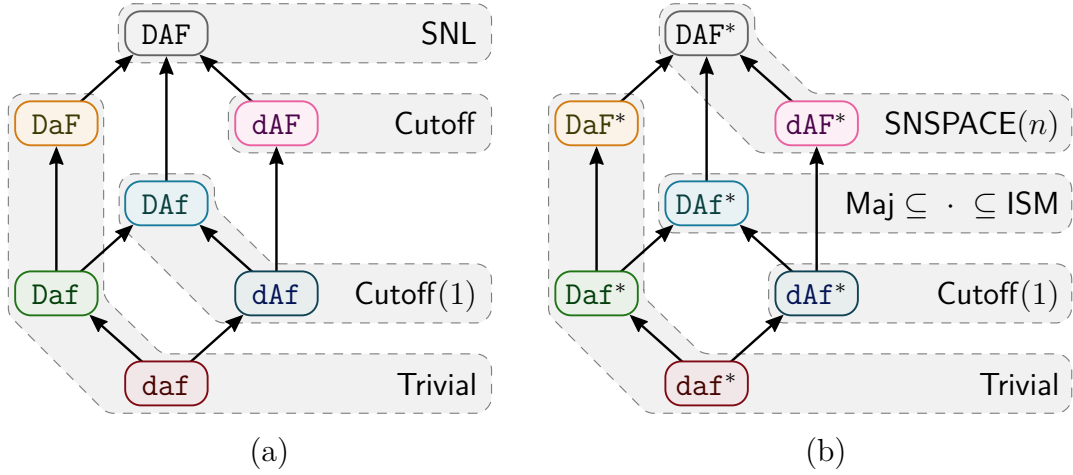 DAF SNL
DaF dAF Cutoff
DAf
Daf dAf Cutoff(1)
daf Trivial
(a)
DAF*
DaF* dAF* SNSPACE(n)
DAf* Maj ⊆ · ⊆ ISM
Daf* dAf* Cutoff(1)
daf* Trivial
(b)